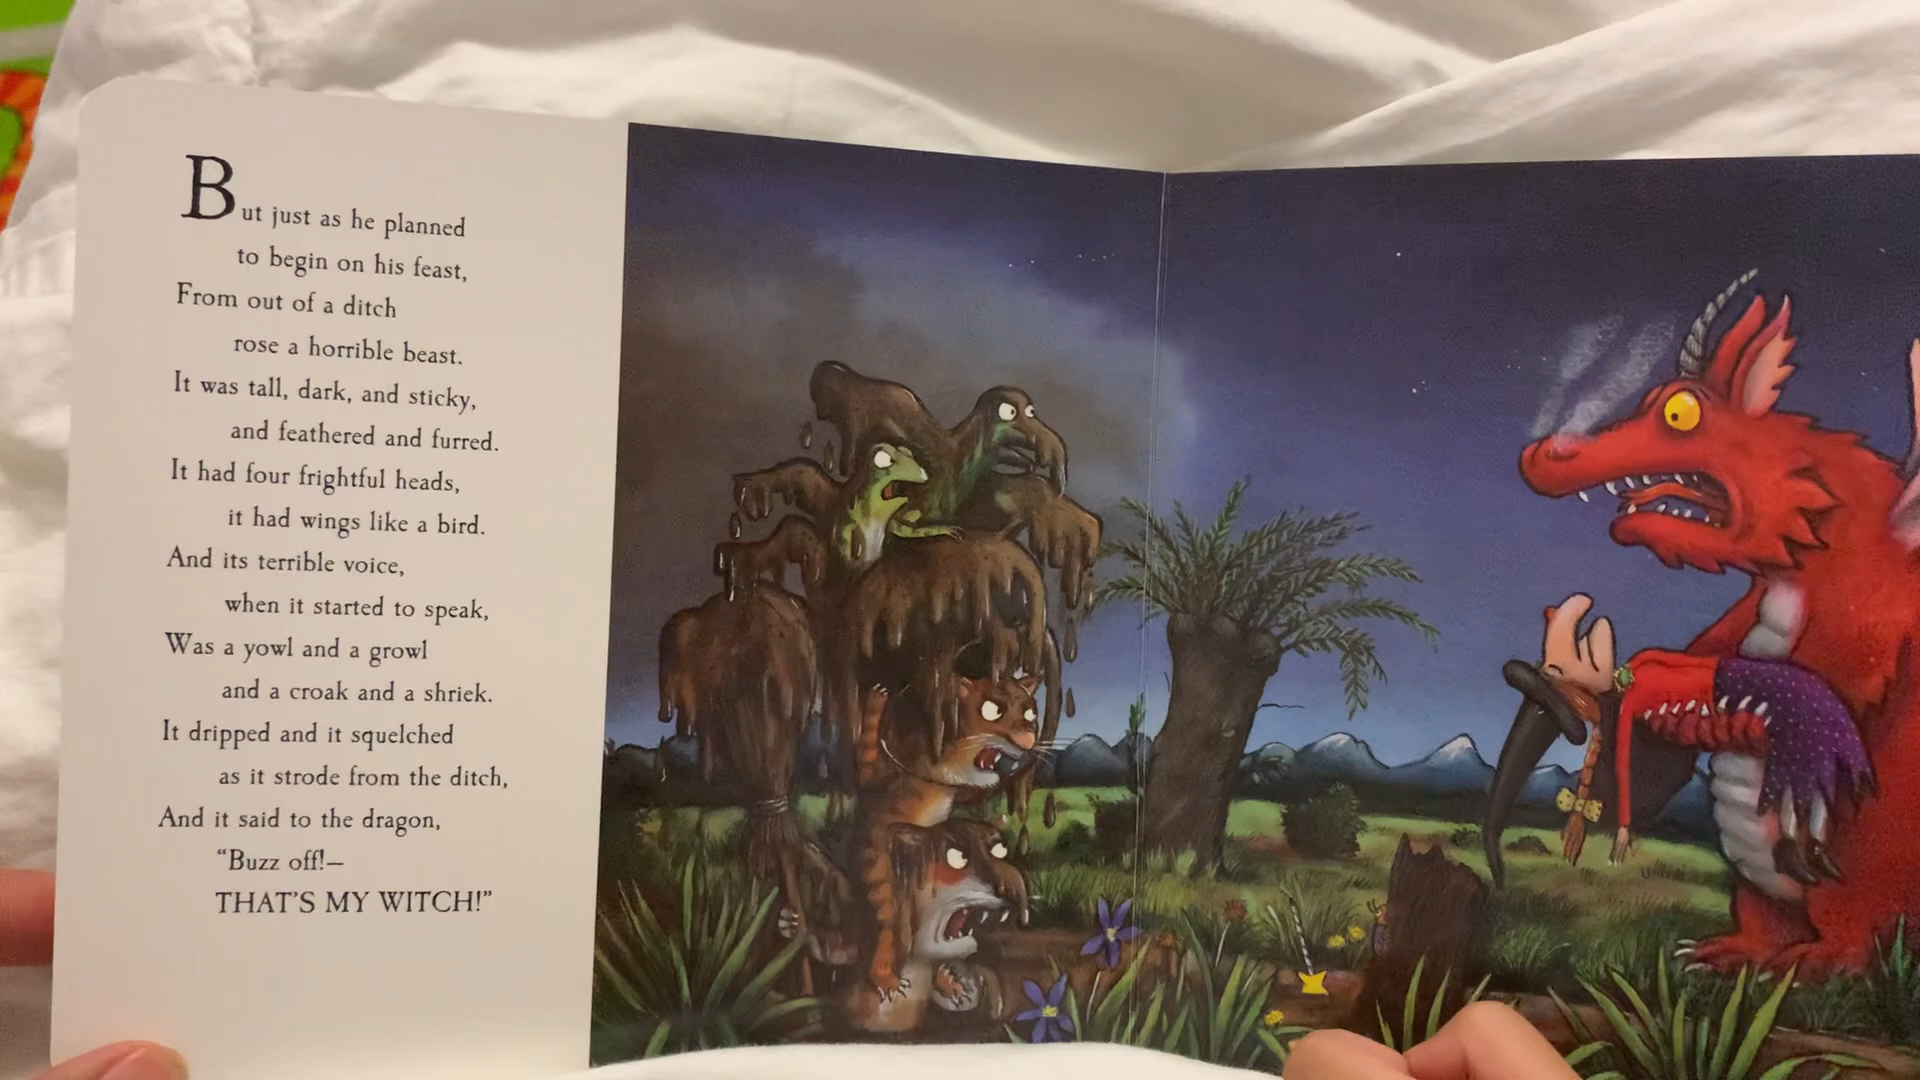 But just as he planned
to begin on his feast,
From out of a ditch
rose a horrible beast.
It was tall, dark, and sticky,
and feathered and furred.
It had four frightful heads,
it had wings like a bird.
And its terrible voice,
when it started to speak,
Was a yowl and a growl
and a croak and a shriek.
It dripped and it squelched
as it strode from the ditch,
And it said to the dragon,
“Buzz off!—
THAT’S MY WITCH!”